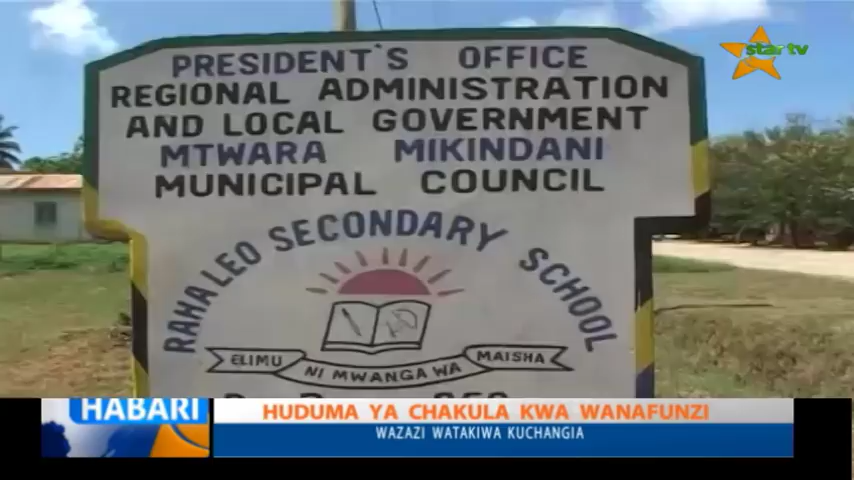 star tv
PRESIDENT`S OFFICE
REGIONAL ADMINISTRATION
AND LOCAL GOVERNMENT
MTWARA MIKINDANI
MUNICIPAL COUNCIL
RAHALEO SECONDARY SCHOOL
ELIMU NI MWANGA WA MAISHA
HABARI
HUDUMA YA CHAKULA KWA WANAFUNZI
WAZAZI WATAKIWA KUCHANGIA